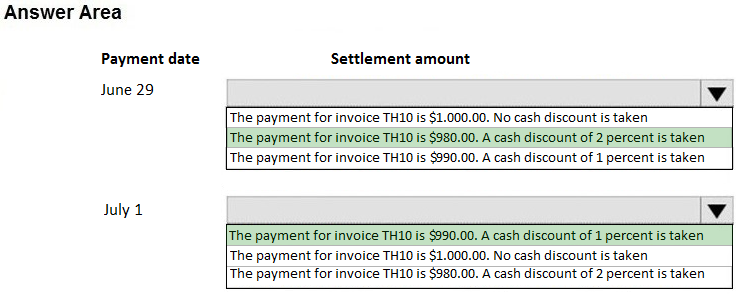 Answer Area
Payment date Settlement amount
June 29
The payment for invoice TH10 is $1.000.00. No cash discount is taken
The payment for invoice TH10 is $980.00. A cash discount of 2 percent is taken
The payment for invoice TH10 is $990.00. A cash discount of 1 percent is taken
July 1
The payment for invoice TH10 is $990.00. A cash discount of 1 percent is taken
The payment for invoice TH10 is $1.000.00. No cash discount is taken
The payment for invoice TH10 is $980.00. A cash discount of 2 percent is taken